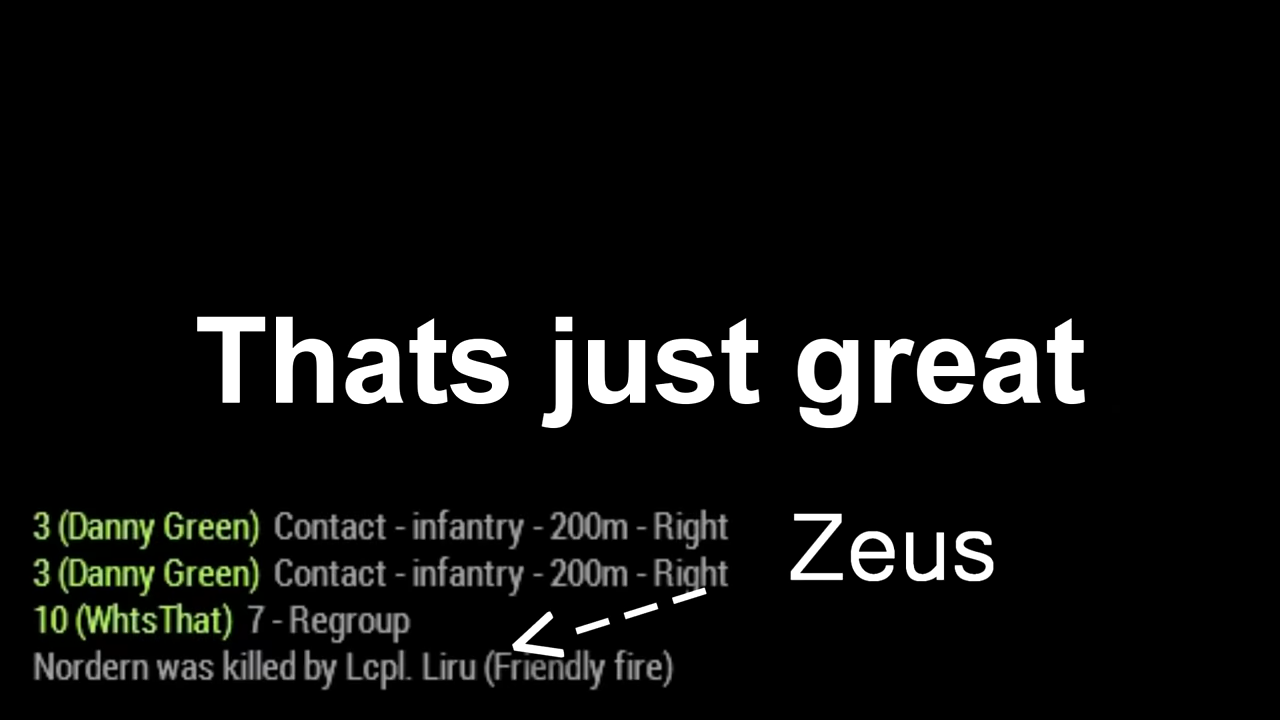 Thats just great
3 (Danny Green) Contact - infantry - 200m - Right
Zeus
3 (Danny Green) Contact - infantry - 200m - Right
10 (WhtsThat) 7 - Regroup
Nordern was killed by Lcpl. Liru (Friendly fire)